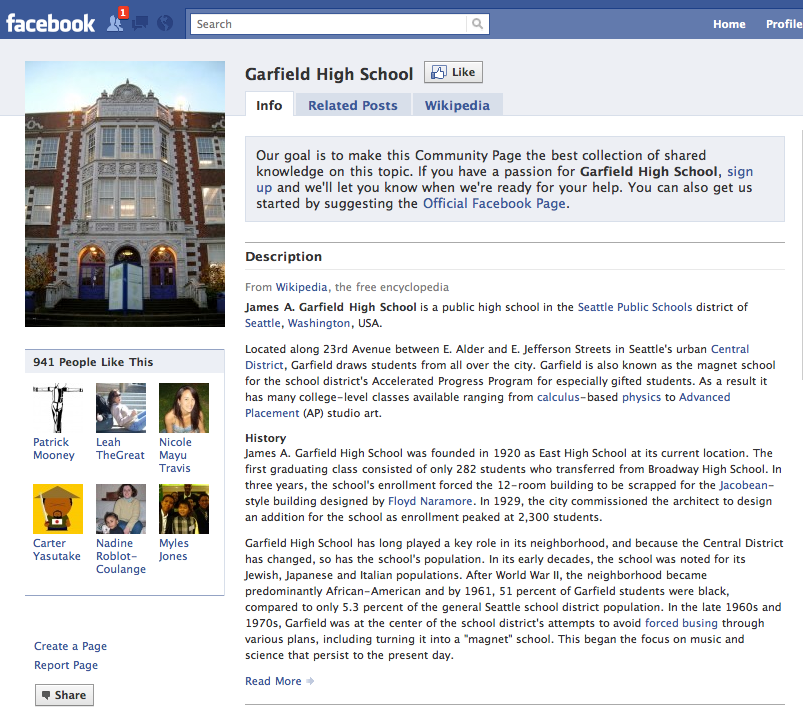 facebook
1
Search
Home
Profile
Garfield High School
Like
Info
Related Posts
Wikipedia
Our goal is to make this Community Page the best collection of shared
knowledge on this topic. If you have a passion for Garfield High School, sign
up and we'll let you know when we're ready for your help. You can also get us
started by suggesting the Official Facebook Page.
Description
From Wikipedia, the free encyclopedia
James A. Garfield High School is a public high school in the Seattle Public Schools district of
Seattle, Washington, USA.
Located along 23rd Avenue between E. Alder and E. Jefferson Streets in Seattle's urban Central
District, Garfield draws students from all over the city. Garfield is also known as the magnet school
for the school district's Accelerated Progress Program for especially gifted students. As a result it
has many college-level classes available ranging from calculus-based physics to Advanced
Placement (AP) studio art.
History
James A. Garfield High School was founded in 1920 as East High School at its current location. The
first graduating class consisted of only 282 students who transferred from Broadway High School. In
three years, the school's enrollment forced the 12-room building to be scrapped for the Jacobean-
style building designed by Floyd Naramore. In 1929, the city commissioned the architect to design
an addition for the school as enrollment peaked at 2,300 students.
Garfield High School has long played a key role in its neighborhood, and because the Central District
has changed, so has the school's population. In its early decades, the school was noted for its
Jewish, Japanese and Italian populations. After World War II, the neighborhood became
predominantly African-American and by 1961, 51 percent of Garfield students were black,
compared to only 5.3 percent of the general Seattle school district population. In the late 1960s and
1970s, Garfield was at the center of the school district's attempts to avoid forced busing through
various plans, including turning it into a "magnet" school. This began the focus on music and
science that persist to the present day.
Read More
941 People Like This
Patrick
Mooney
Leah
TheGreat
Nicole
Mayu
Travis
Carter
Yasutake
Nadine
Roblot-
Coulange
Myles
Jones
Create a Page
Report Page
Share